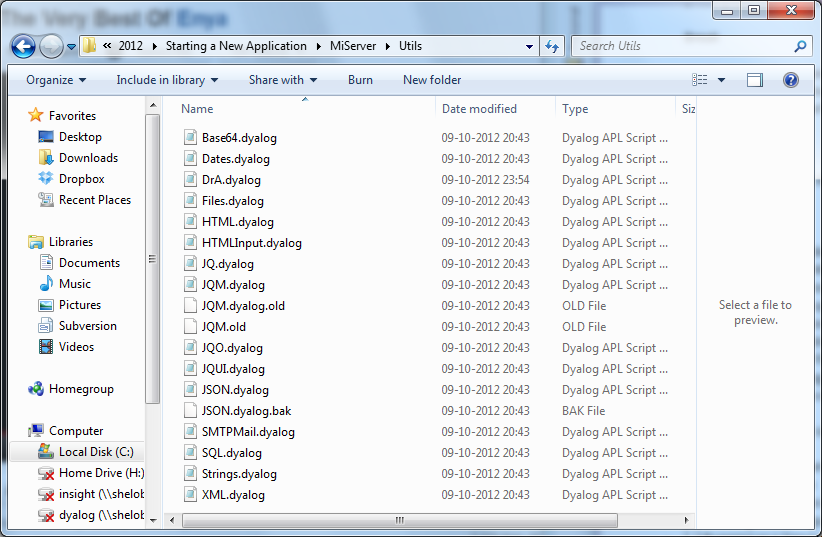 The Very Best Of Enya
« 2012 Starting a New Application MiServer Utils Search Utils
Organize Include in library Share with Burn New folder
Favorites
Desktop
Downloads
Dropbox
Recent Places
Libraries
Documents
Music
Pictures
Subversion
Videos
Homegroup
Computer
Local Disk (C:)
Home Drive (H:)
insight (\\shelob
dyalog (\\shelob
Name Date modified Type Siz
Base64.dyalog 09-10-2012 20:43 Dyalog APL Script ...
Dates.dyalog 09-10-2012 20:43 Dyalog APL Script ...
DrA.dyalog 09-10-2012 23:54 Dyalog APL Script ...
Files.dyalog 09-10-2012 20:43 Dyalog APL Script ...
HTML.dyalog 09-10-2012 20:43 Dyalog APL Script ...
HTMLInput.dyalog 09-10-2012 20:43 Dyalog APL Script ...
JQ.dyalog 09-10-2012 20:43 Dyalog APL Script ...
JQM.dyalog 09-10-2012 20:43 Dyalog APL Script ...
JQM.dyalog.old 09-10-2012 20:43 OLD File
JQM.old 09-10-2012 20:43 OLD File
JQO.dyalog 09-10-2012 20:43 Dyalog APL Script ...
JQUI.dyalog 09-10-2012 20:43 Dyalog APL Script ...
JSON.dyalog 09-10-2012 20:43 Dyalog APL Script ...
JSON.dyalog.bak 09-10-2012 20:43 BAK File
SMTPMail.dyalog 09-10-2012 20:43 Dyalog APL Script ...
SQL.dyalog 09-10-2012 20:43 Dyalog APL Script ...
Strings.dyalog 09-10-2012 20:43 Dyalog APL Script ...
XML.dyalog 09-10-2012 20:43 Dyalog APL Script ...
Select a file to
preview.